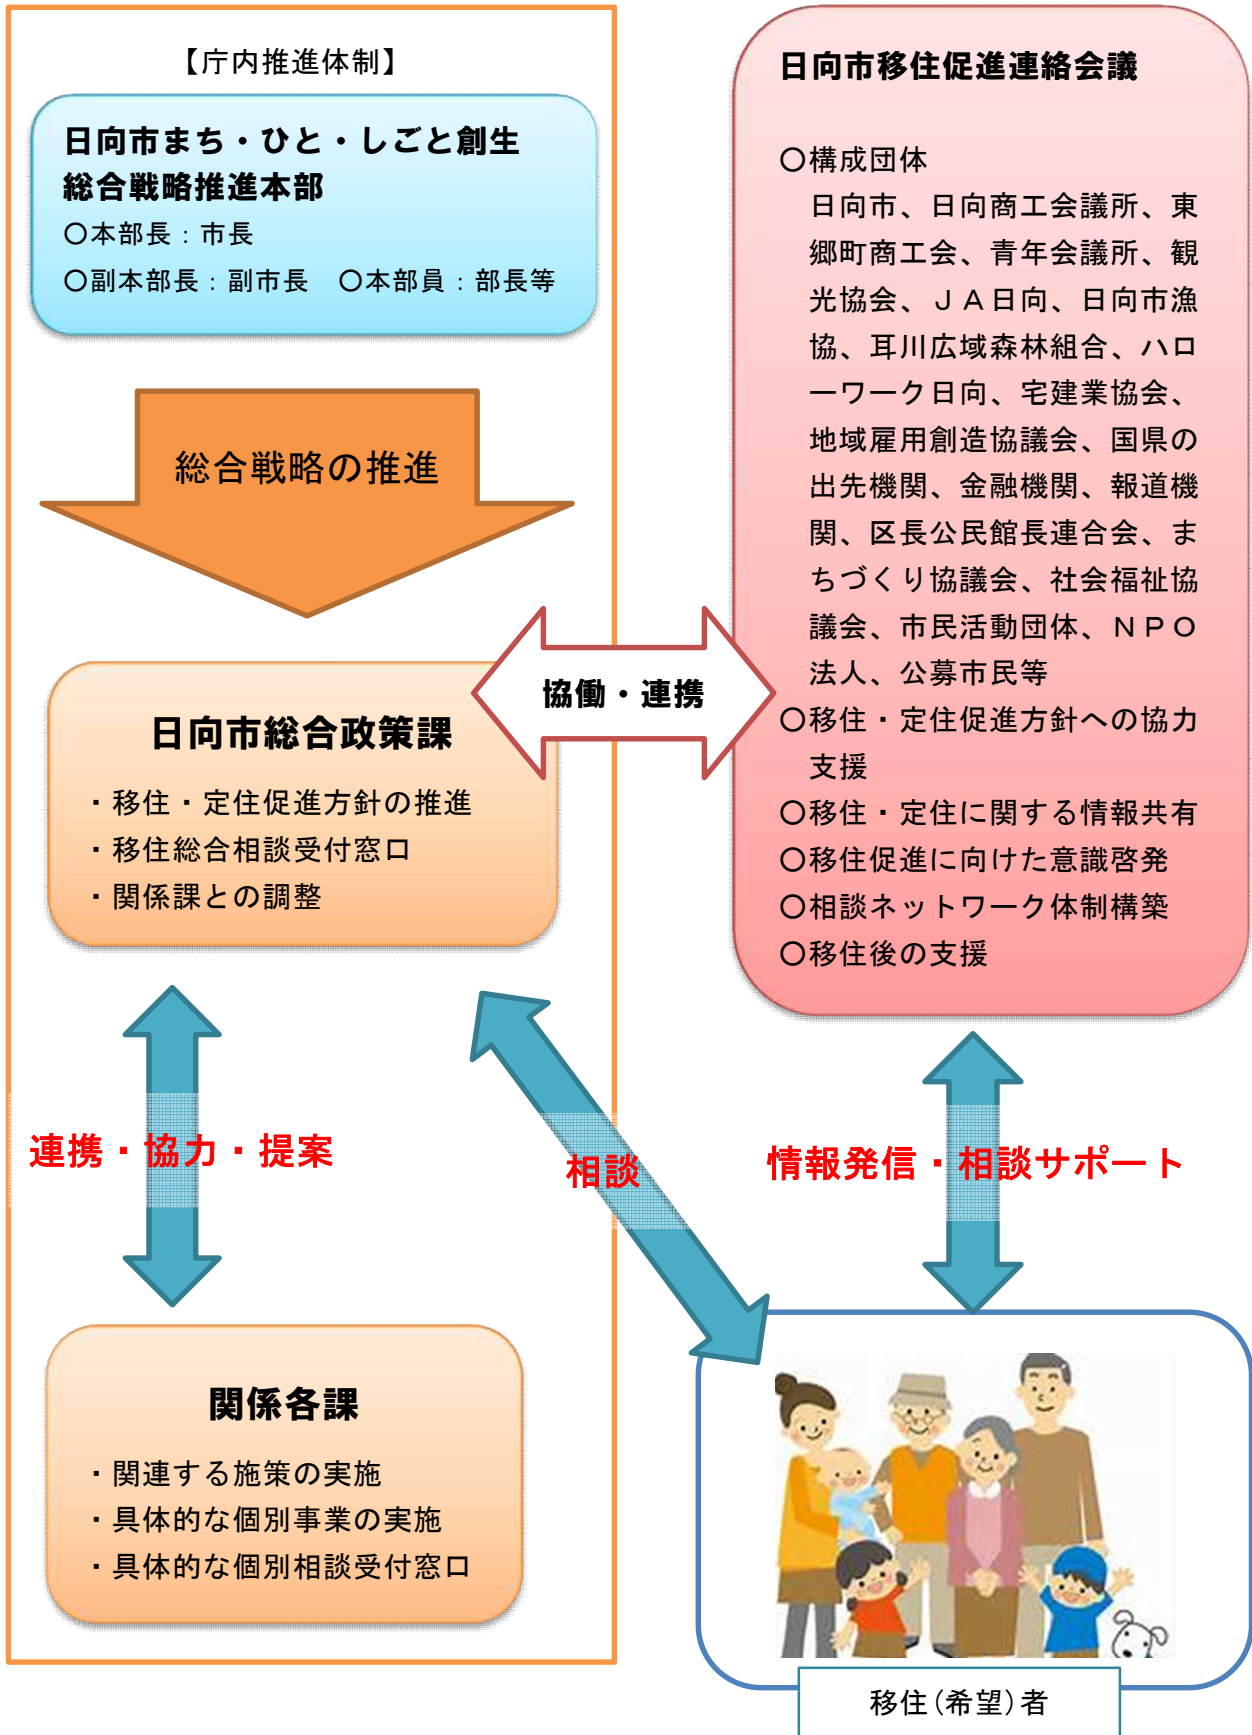 【庁内推進体制】
日向市まち・ひと・しごと創生
総合戦略推進本部
〇本部長：市長
〇副本部長：副市長　〇本部員：部長等
総合戦略の推進
日向市総合政策課
・移住・定住促進方針の推進
・移住総合相談受付窓口
・関係課との調整
連携・協力・提案
関係各課
・関連する施策の実施
・具体的な個別事業の実施
・具体的な個別相談受付窓口
協働・連携
日向市移住促進連絡会議
〇構成団体
日向市、日向商工会議所、東
郷町商工会、青年会議所、観
光協会、ＪＡ日向、日向市漁
協、耳川広域森林組合、ハロ
ーワーク日向、宅建業協会、
地域雇用創造協議会、国県の
出先機関、金融機関、報道機
関、区長公民館長連合会、ま
ちづくり協議会、社会福祉協
議会、市民活動団体、ＮＰＯ
法人、公募市民等
〇移住・定住促進方針への協力
支援
〇移住・定住に関する情報共有
〇移住促進に向けた意識啓発
〇相談ネットワーク体制構築
〇移住後の支援
相談
情報発信・相談サポート
移住(希望)者